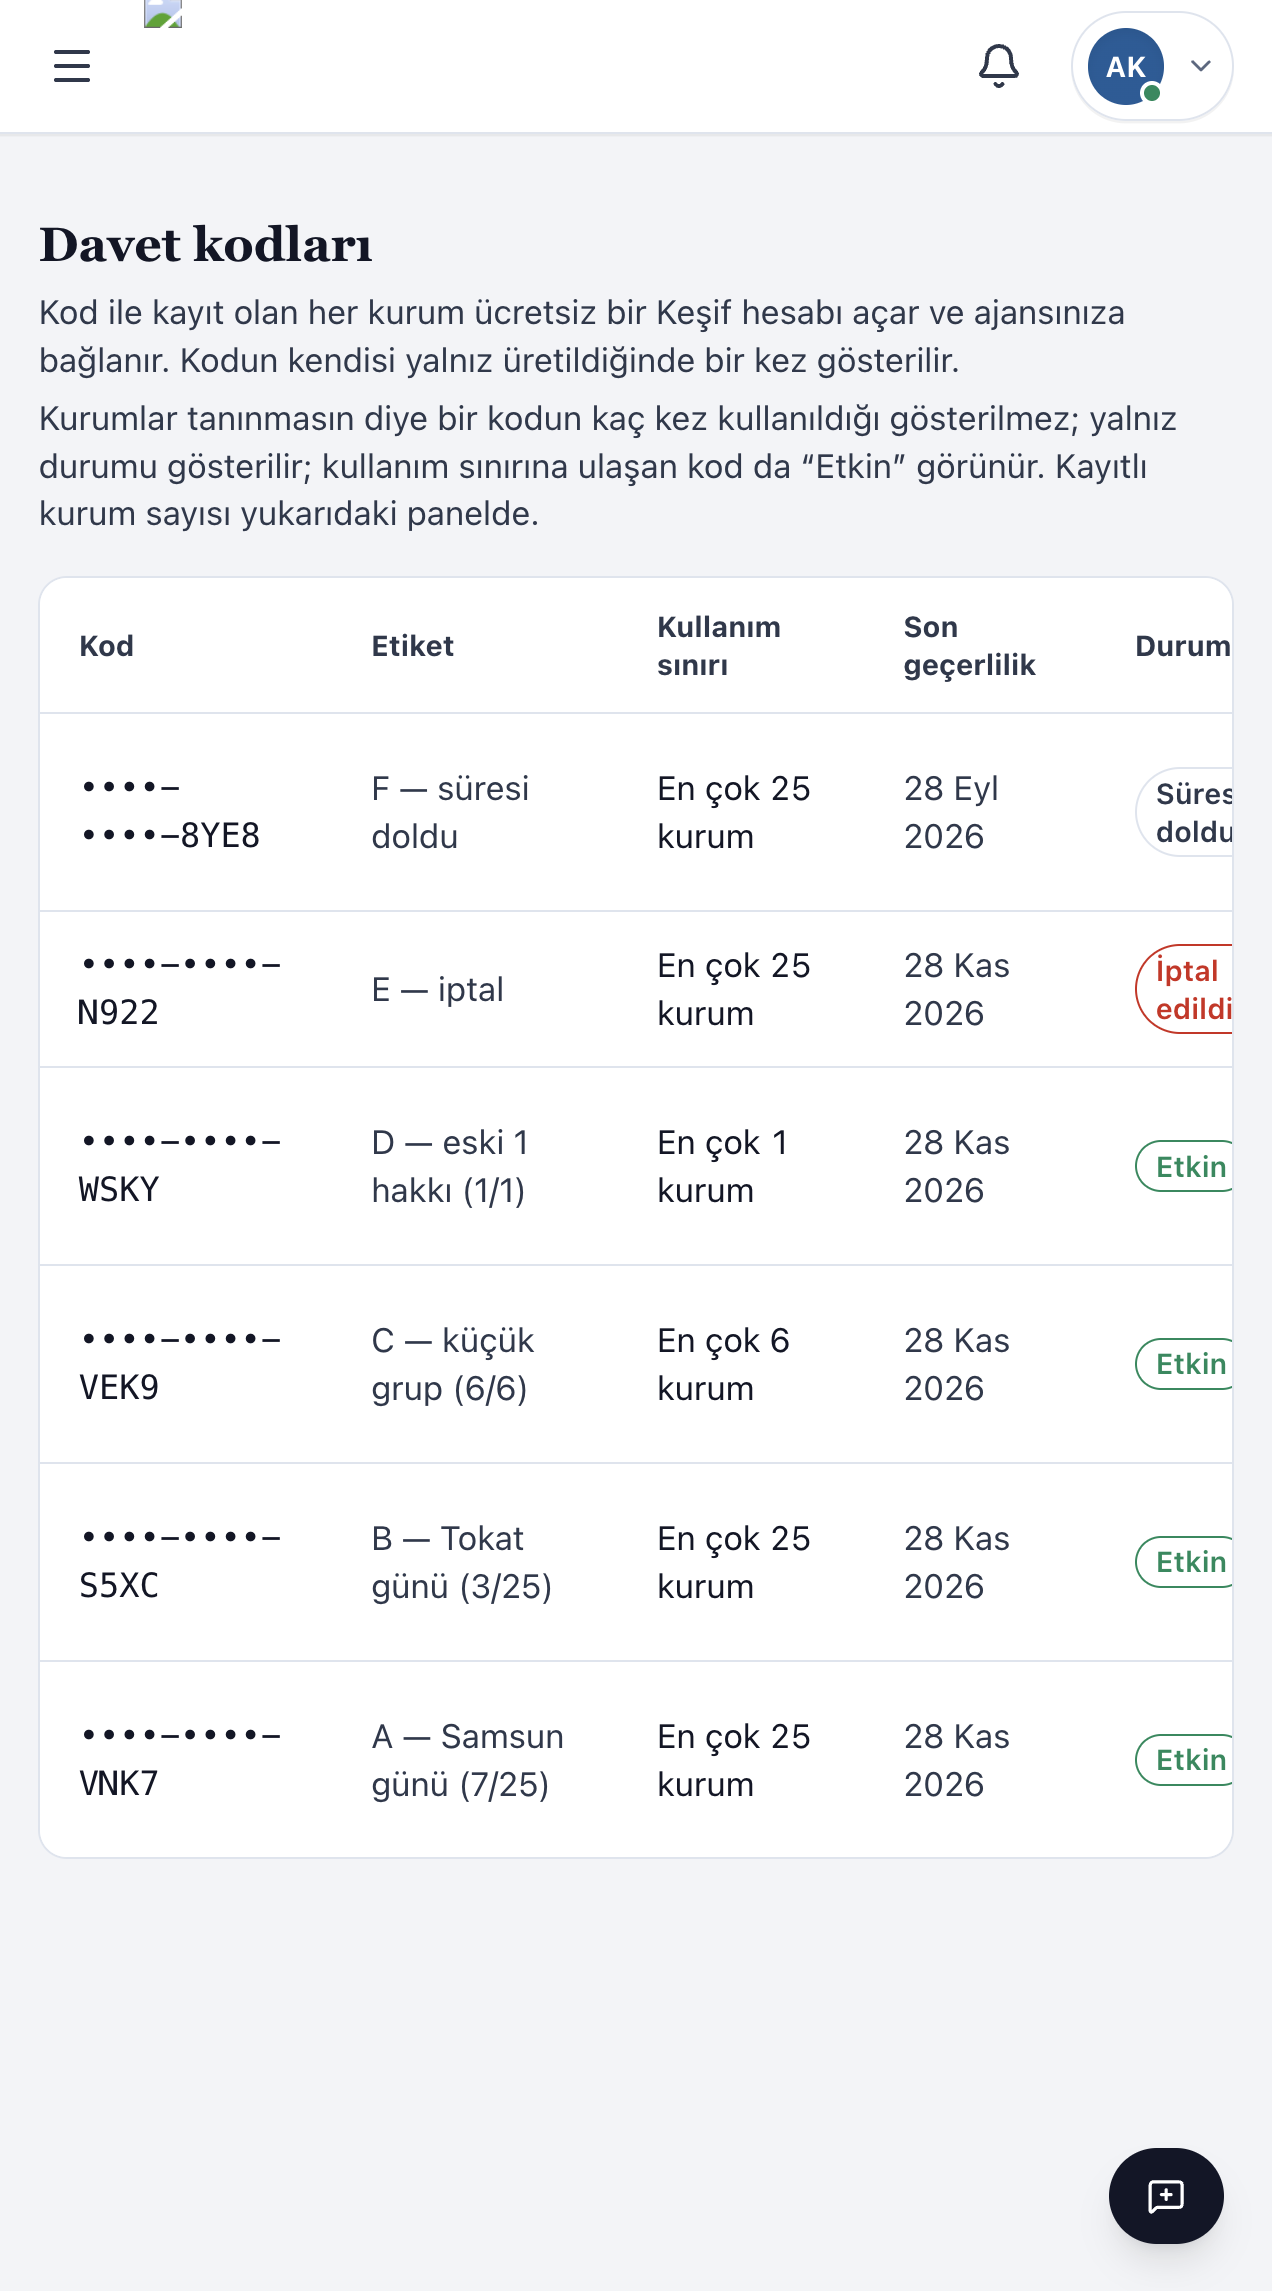 AK
Davet kodları
Kod ile kayıt olan her kurum ücretsiz bir Keşif hesabı açar ve ajansınıza
bağlanır. Kodun kendisi yalnız üretildiğinde bir kez gösterilir.
Kurumlar tanınmasın diye bir kodun kaç kez kullanıldığı gösterilmez; yalnız
durumu gösterilir; kullanım sınırına ulaşan kod da “Etkin” görünür. Kayıtlı
kurum sayısı yukarıdaki panelde.
Kod Etiket Kullanım sınırı Son geçerlilik Durum
••••–••••–8YE8 F — süresi doldu En çok 25 kurum 28 Eyl 2026 Süres doldu
••••–••••–N922 E — iptal En çok 25 kurum 28 Kas 2026 İptal edildi
••••–••••–WSKY D — eski 1 hakkı (1/1) En çok 1 kurum 28 Kas 2026 Etkin
••••–••••–VEK9 C — küçük grup (6/6) En çok 6 kurum 28 Kas 2026 Etkin
••••–••••–S5XC B — Tokat günü (3/25) En çok 25 kurum 28 Kas 2026 Etkin
••••–••••–VNK7 A — Samsun günü (7/25) En çok 25 kurum 28 Kas 2026 Etkin